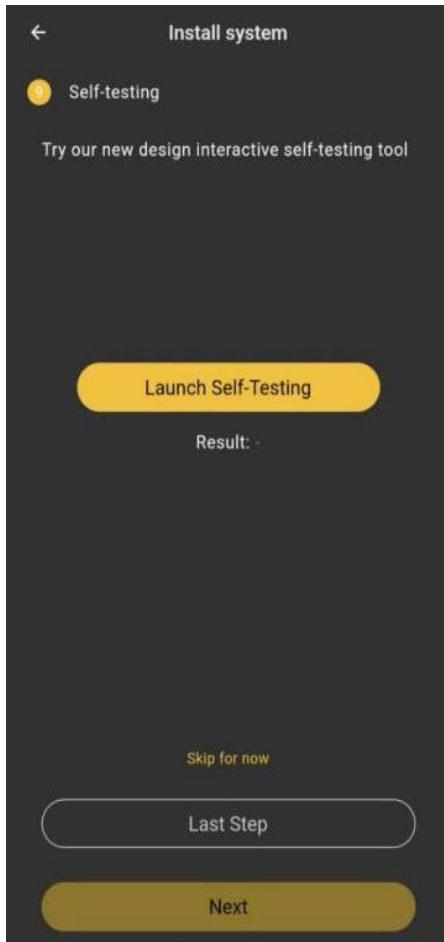 Install system
9 Self-testing
Try our new design interactive self-testing tool
Launch Self-Testing
Result: -
Skip for now
Last Step
Next